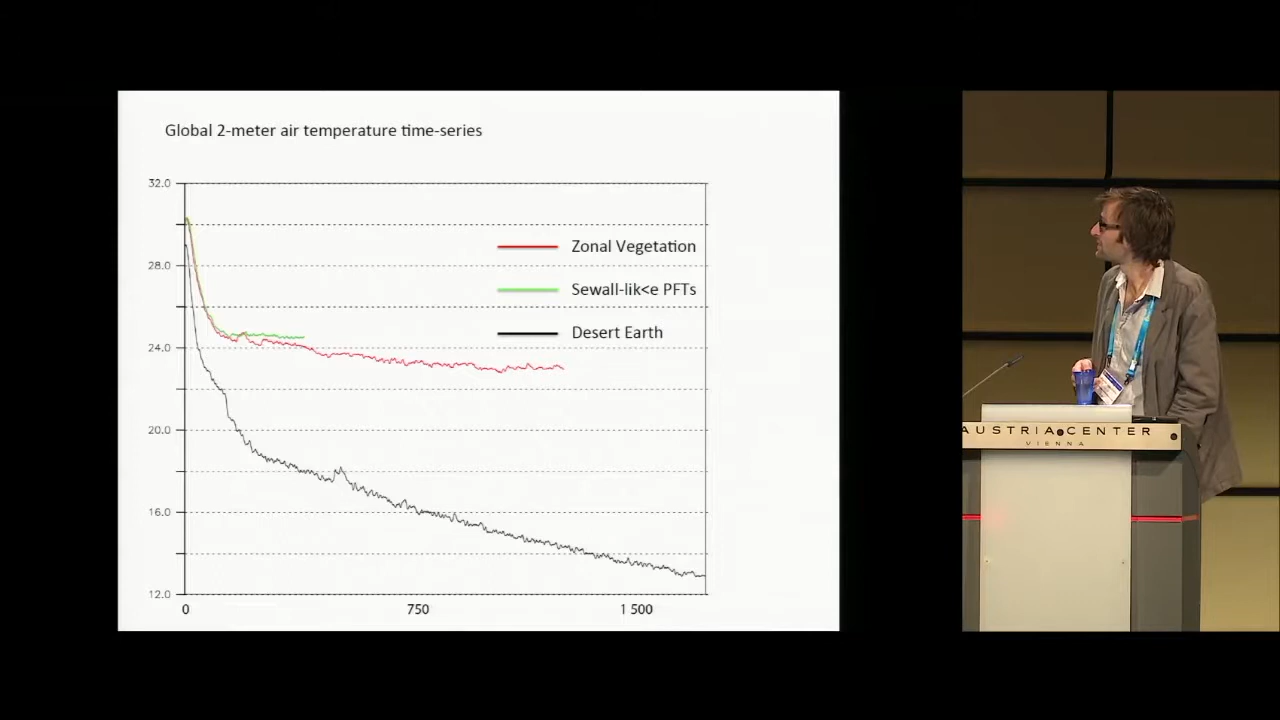 Global 2-meter air temperature time-series
32.0
28.0
24.0
20.0
16.0
12.0
0
750
1 500
Zonal Vegetation
Sewall-lik<e PFTs
Desert Earth
AUSTRIA CENTER
VIENNA